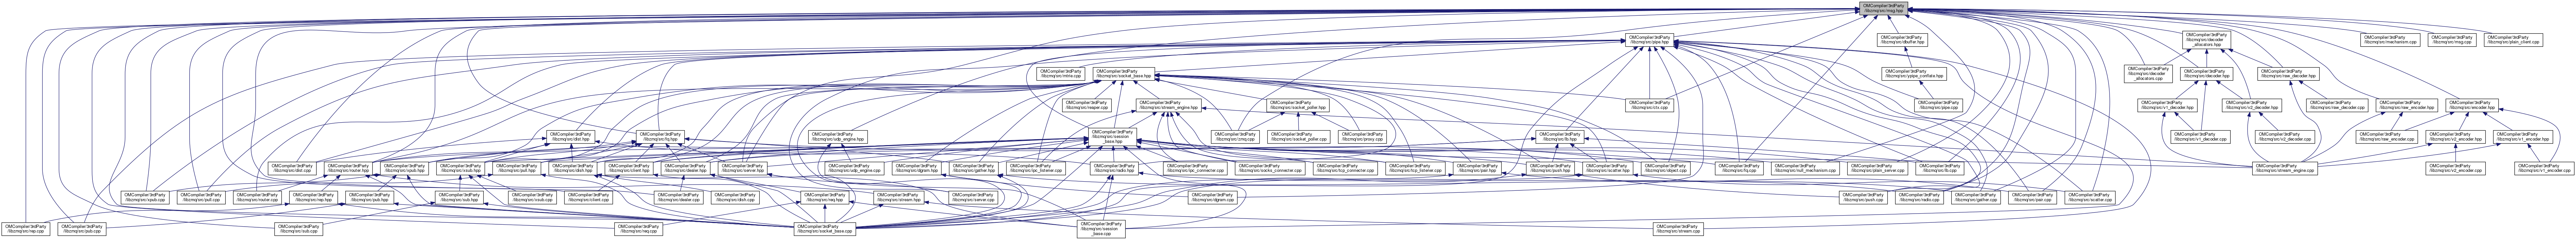 OMCompiler/3rdParty
/libzmq/src/msg.hpp
OMCompiler/3rdParty
/libzmq/src/pipe.hpp
OMCompiler/3rdParty
/libzmq/src/dbuffer.hpp
OMCompiler/3rdParty
/libzmq/src/decoder
_allocators.hpp
OMCompiler/3rdParty
/libzmq/src/mechanism.cpp
OMCompiler/3rdParty
/libzmq/src/msg.cpp
OMCompiler/3rdParty
/libzmq/src/plain_client.cpp
OMCompiler/3rdParty
/libzmq/src/mtrie.cpp
OMCompiler/3rdParty
/libzmq/src/socket_base.hpp
OMCompiler/3rdParty
/libzmq/src/ypipe_conflate.hpp
OMCompiler/3rdParty
/libzmq/src/decoder
_allocators.cpp
OMCompiler/3rdParty
/libzmq/src/decoder.hpp
OMCompiler/3rdParty
/libzmq/src/raw_decoder.hpp
OMCompiler/3rdParty
/libzmq/src/reaper.cpp
OMCompiler/3rdParty
/libzmq/src/stream_engine.hpp
OMCompiler/3rdParty
/libzmq/src/socket_poller.hpp
OMCompiler/3rdParty
/libzmq/src/ctx.cpp
OMCompiler/3rdParty
/libzmq/src/pipe.cpp
OMCompiler/3rdParty
/libzmq/src/v1_decoder.hpp
OMCompiler/3rdParty
/libzmq/src/v2_decoder.hpp
OMCompiler/3rdParty
/libzmq/src/raw_decoder.cpp
OMCompiler/3rdParty
/libzmq/src/raw_encoder.hpp
OMCompiler/3rdParty
/libzmq/src/encoder.hpp
OMCompiler/3rdParty
/libzmq/src/dist.hpp
OMCompiler/3rdParty
/libzmq/src/fq.hpp
OMCompiler/3rdParty
/libzmq/src/udp_engine.hpp
OMCompiler/3rdParty
/libzmq/src/session
_base.hpp
OMCompiler/3rdParty
/libzmq/src/zmq.cpp
OMCompiler/3rdParty
/libzmq/src/socket_poller.cpp
OMCompiler/3rdParty
/libzmq/src/proxy.cpp
OMCompiler/3rdParty
/libzmq/src/lb.hpp
OMCompiler/3rdParty
/libzmq/src/v1_decoder.cpp
OMCompiler/3rdParty
/libzmq/src/v2_decoder.cpp
OMCompiler/3rdParty
/libzmq/src/raw_encoder.cpp
OMCompiler/3rdParty
/libzmq/src/v2_encoder.hpp
OMCompiler/3rdParty
/libzmq/src/v1_encoder.hpp
OMCompiler/3rdParty
/libzmq/src/dist.cpp
OMCompiler/3rdParty
/libzmq/src/router.hpp
OMCompiler/3rdParty
/libzmq/src/xpub.hpp
OMCompiler/3rdParty
/libzmq/src/xsub.hpp
OMCompiler/3rdParty
/libzmq/src/pull.hpp
OMCompiler/3rdParty
/libzmq/src/dish.hpp
OMCompiler/3rdParty
/libzmq/src/client.hpp
OMCompiler/3rdParty
/libzmq/src/dealer.hpp
OMCompiler/3rdParty
/libzmq/src/server.hpp
OMCompiler/3rdParty
/libzmq/src/udp_engine.cpp
OMCompiler/3rdParty
/libzmq/src/dgram.hpp
OMCompiler/3rdParty
/libzmq/src/gather.hpp
OMCompiler/3rdParty
/libzmq/src/ipc_listener.cpp
OMCompiler/3rdParty
/libzmq/src/radio.hpp
OMCompiler/3rdParty
/libzmq/src/ipc_connecter.cpp
OMCompiler/3rdParty
/libzmq/src/socks_connecter.cpp
OMCompiler/3rdParty
/libzmq/src/tcp_connecter.cpp
OMCompiler/3rdParty
/libzmq/src/tcp_listener.cpp
OMCompiler/3rdParty
/libzmq/src/pair.hpp
OMCompiler/3rdParty
/libzmq/src/push.hpp
OMCompiler/3rdParty
/libzmq/src/scatter.hpp
OMCompiler/3rdParty
/libzmq/src/object.cpp
OMCompiler/3rdParty
/libzmq/src/fq.cpp
OMCompiler/3rdParty
/libzmq/src/null_mechanism.cpp
OMCompiler/3rdParty
/libzmq/src/plain_server.cpp
OMCompiler/3rdParty
/libzmq/src/lb.cpp
OMCompiler/3rdParty
/libzmq/src/stream_engine.cpp
OMCompiler/3rdParty
/libzmq/src/v2_encoder.cpp
OMCompiler/3rdParty
/libzmq/src/v1_encoder.cpp
OMCompiler/3rdParty
/libzmq/src/xpub.cpp
OMCompiler/3rdParty
/libzmq/src/pull.cpp
OMCompiler/3rdParty
/libzmq/src/router.cpp
OMCompiler/3rdParty
/libzmq/src/rep.hpp
OMCompiler/3rdParty
/libzmq/src/pub.hpp
OMCompiler/3rdParty
/libzmq/src/sub.hpp
OMCompiler/3rdParty
/libzmq/src/xsub.cpp
OMCompiler/3rdParty
/libzmq/src/client.cpp
OMCompiler/3rdParty
/libzmq/src/dealer.cpp
OMCompiler/3rdParty
/libzmq/src/dish.cpp
OMCompiler/3rdParty
/libzmq/src/req.hpp
OMCompiler/3rdParty
/libzmq/src/stream.hpp
OMCompiler/3rdParty
/libzmq/src/server.cpp
OMCompiler/3rdParty
/libzmq/src/dgram.cpp
OMCompiler/3rdParty
/libzmq/src/push.cpp
OMCompiler/3rdParty
/libzmq/src/radio.cpp
OMCompiler/3rdParty
/libzmq/src/gather.cpp
OMCompiler/3rdParty
/libzmq/src/pair.cpp
OMCompiler/3rdParty
/libzmq/src/scatter.cpp
OMCompiler/3rdParty
/libzmq/src/rep.cpp
OMCompiler/3rdParty
/libzmq/src/pub.cpp
OMCompiler/3rdParty
/libzmq/src/sub.cpp
OMCompiler/3rdParty
/libzmq/src/req.cpp
OMCompiler/3rdParty
/libzmq/src/socket_base.cpp
OMCompiler/3rdParty
/libzmq/src/session
_base.cpp
OMCompiler/3rdParty
/libzmq/src/stream.cpp